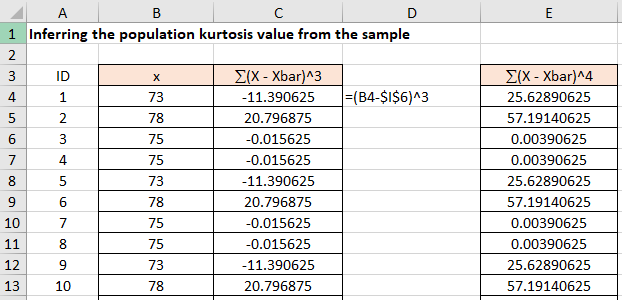 A B C D E
1 Inferring the population kurtosis value from the sample
2
3 ID x ∑(X - Xbar)^3 ∑(X - Xbar)^4
4 1 73 -11.390625 =(B4-$I$6)^3 25.62890625
5 2 78 20.796875 57.19140625
6 3 75 -0.015625 0.00390625
7 4 75 -0.015625 0.00390625
8 5 73 -11.390625 25.62890625
9 6 78 20.796875 57.19140625
10 7 75 -0.015625 0.00390625
11 8 75 -0.015625 0.00390625
12 9 73 -11.390625 25.62890625
13 10 78 20.796875 57.19140625